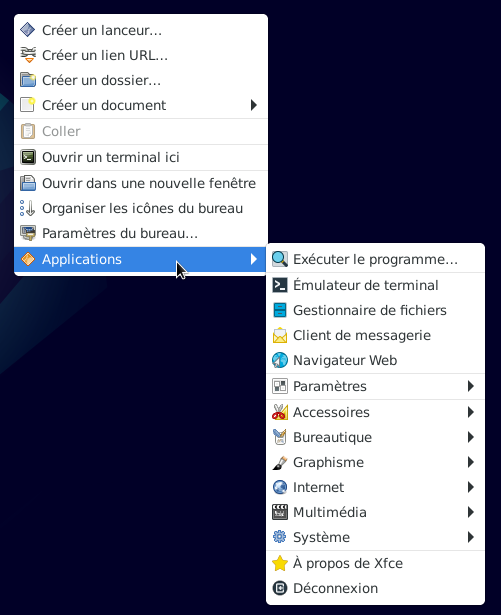 Créer un lanceur...
Créer un lien URL...
Créer un dossier...
Créer un document
Coller
Ouvrir un terminal ici
Ouvrir dans une nouvelle fenêtre
Organiser les icônes du bureau
Paramètres du bureau...
Applications
Exécuter le programme...
Émulateur de terminal
Gestionnaire de fichiers
Client de messagerie
Navigateur Web
Paramètres
Accessoires
Bureautique
Graphisme
Internet
Multimédia
Système
À propos de Xfce
Déconnexion